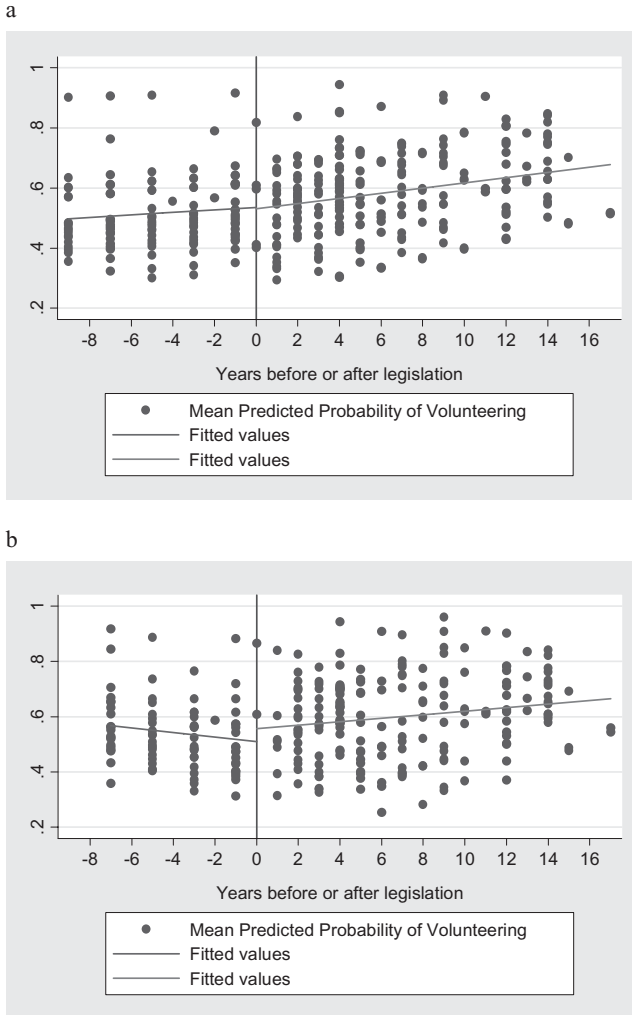 a
1
.8
.6
.4
.2
-8 -6 -4 -2 0 2 4 6 8 10 12 14 16
Years before or after legislation
Mean Predicted Probability of Volunteering
Fitted values
Fitted values
b
1
.8
.6
.4
.2
-8 -6 -4 -2 0 2 4 6 8 10 12 14 16
Years before or after legislation
Mean Predicted Probability of Volunteering
Fitted values
Fitted values